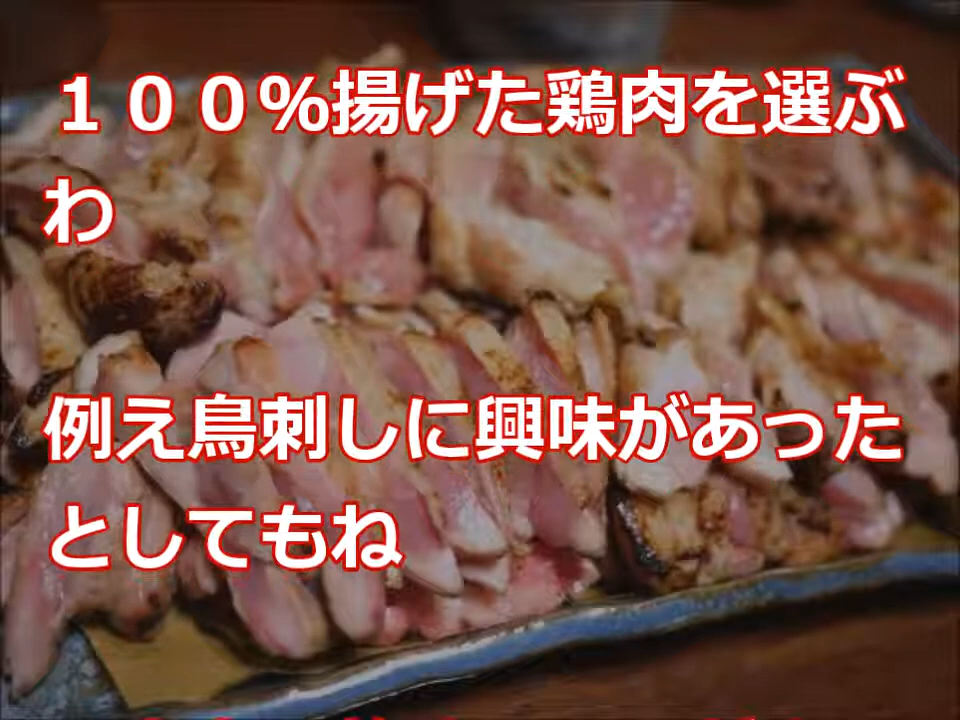 １００％揚げた鶏肉を選ぶ
わ
例え鳥刺しに興味があった
としてもね